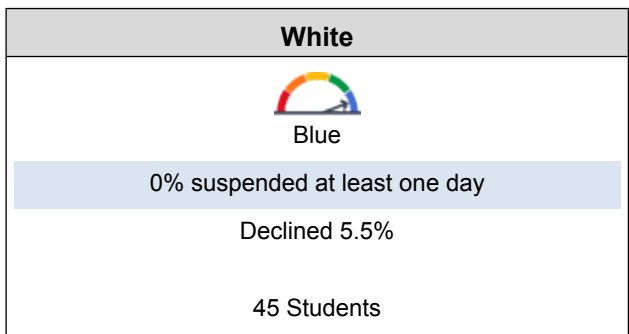 White
Blue
0% suspended at least one day
Declined 5.5%
45 Students